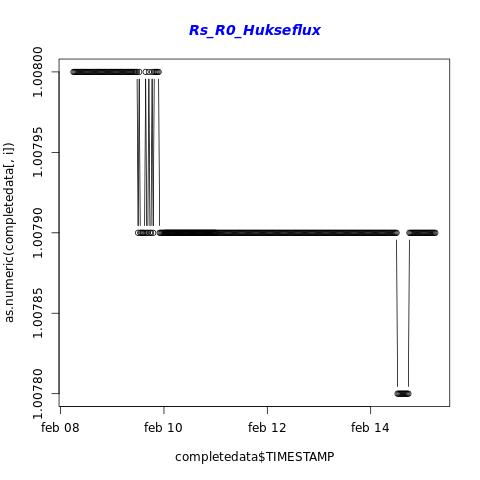 Rs_R0_Hukseflux
as.numeric(completedata[, i])
1.00800
1.00795
1.00790
1.00785
1.00780
feb 08
feb 10
feb 12
feb 14
completedata$TIMESTAMP